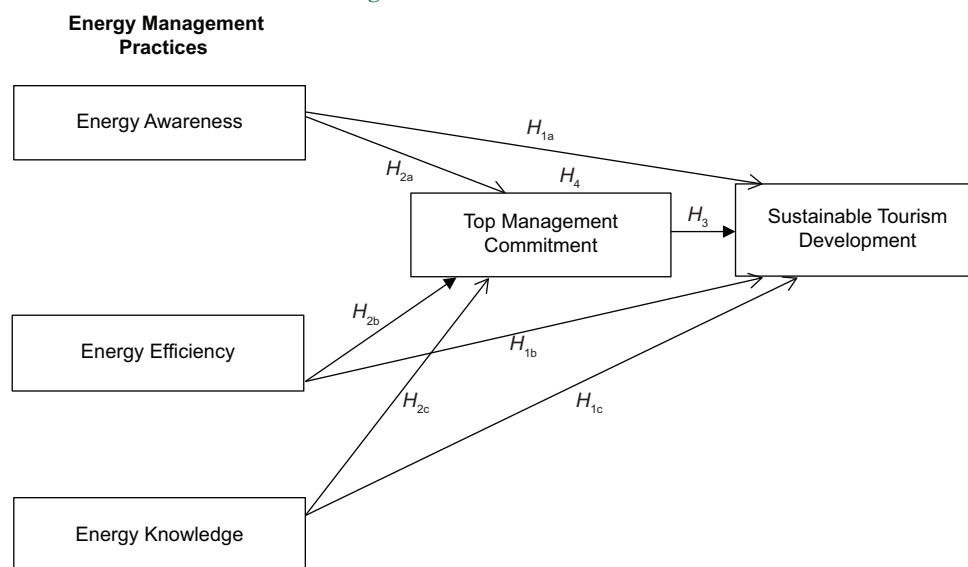 Energy Management
Practices
Energy Awareness
H1a
H2a
H4
Top Management
Commitment
H3
Sustainable Tourism
Development
H2b
Energy Efficiency
H1b
H2c
H1c
Energy Knowledge